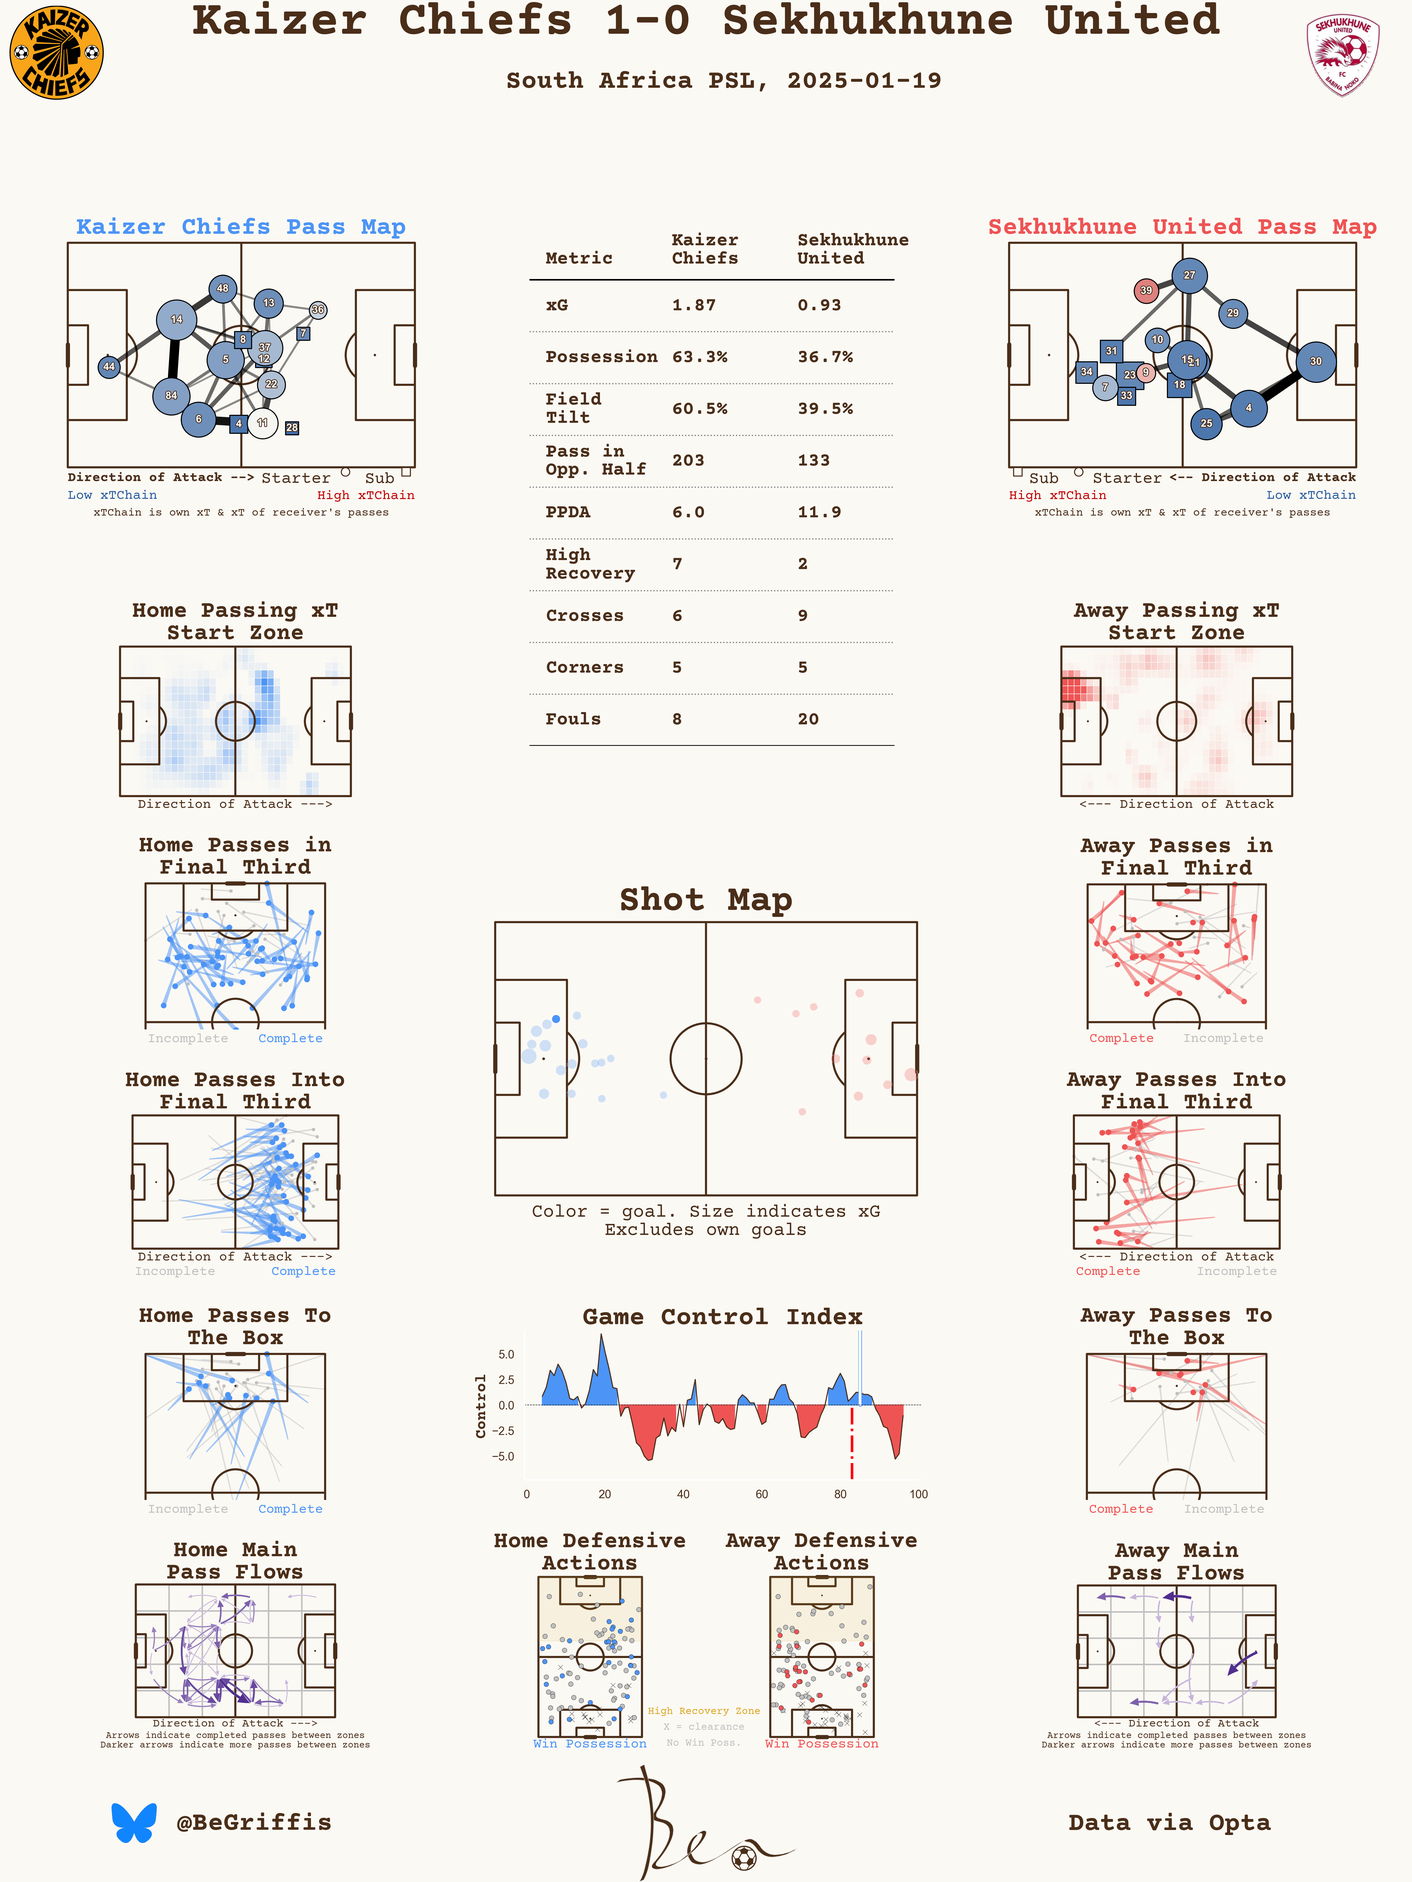 Kaizer Chiefs 1-0 Sekhukhune United
South Africa PSL, 2025-01-19
KAIZER
CHIEFS
SEKHUKHUNE
UNITED
FC
BABINA NOKO
Kaizer Chiefs Pass Map
48
13
36
14
7
8
37
12
5
44
22
84
6
4
11
28
Direction of Attack --> Starter Sub
Low xTChain High xTChain
xTChain is own xT & xT of receiver's passes
Metric Kaizer Chiefs Sekhukhune United
xG 1.87 0.93
Possession 63.3% 36.7%
Field Tilt 60.5% 39.5%
Pass in Opp. Half 203 133
PPDA 6.0 11.9
High Recovery 7 2
Crosses 6 9
Corners 5 5
Fouls 8 20
Sekhukhune United Pass Map
27
39
29
10
31
15
21
30
34
23
9
7
18
33
4
25
Sub Starter <-- Direction of Attack
High xTChain Low xTChain
xTChain is own xT & xT of receiver's passes
Home Passing xT
Start Zone
Direction of Attack --->
Away Passing xT
Start Zone
<--- Direction of Attack
Home Passes in
Final Third
Incomplete Complete
Away Passes in
Final Third
Complete Incomplete
Shot Map
Color = goal. Size indicates xG
Excludes own goals
Home Passes Into
Final Third
Direction of Attack --->
Incomplete Complete
Away Passes Into
Final Third
<--- Direction of Attack
Complete Incomplete
Home Passes To
The Box
Incomplete Complete
Game Control Index
Control
5.0
2.5
0.0
−2.5
−5.0
0 20 40 60 80 100
Away Passes To
The Box
Complete Incomplete
Home Main
Pass Flows
Direction of Attack --->
Arrows indicate completed passes between zones
Darker arrows indicate more passes between zones
Home Defensive
Actions
Win Possession
High Recovery Zone
X = clearance
No Win Poss.
Away Defensive
Actions
Win Possession
Away Main
Pass Flows
<--- Direction of Attack
Arrows indicate completed passes between zones
Darker arrows indicate more passes between zones
@BeGriffis
Ben
Data via Opta